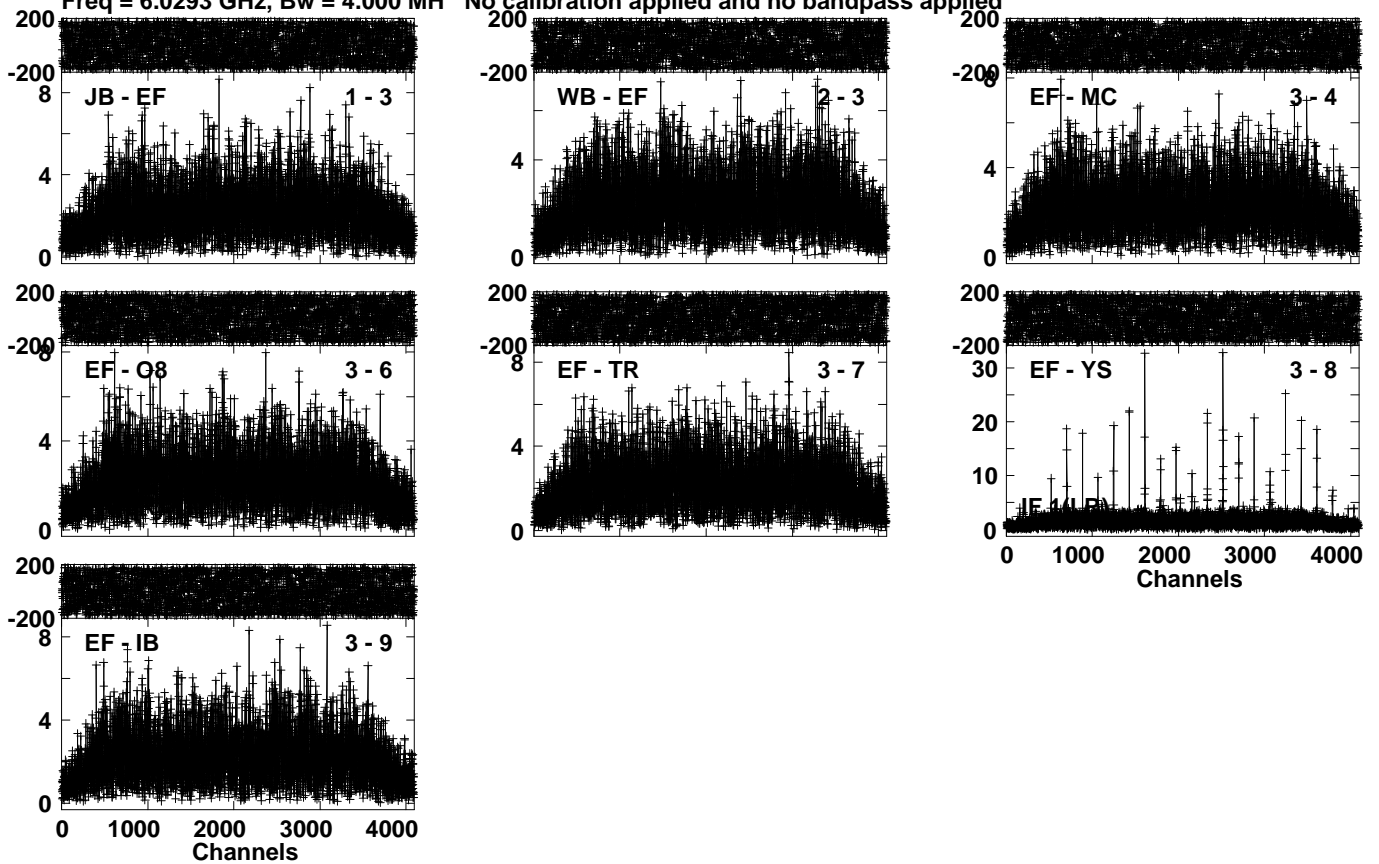 Freq = 6.0293 GHz, Bw = 4.000 MH No calibration applied and no bandpass applied
200 200 200
-200 -200 -200
JB - EF 1 - 3 WB - EF 2 - 3 EF - MC 3 - 4
8 8
4 4 4
0 0 0
200 200 200
-200 -200 -200
EF - O8 3 - 6 EF - TR 3 - 7 EF - YS 3 - 8
8 8 30
20
4 4 10
IF 1(LR)
0 0 0
0 1000 2000 3000 4000
Channels
200
-200
EF - IB 3 - 9
8
4
0
0 1000 2000 3000 4000
Channels